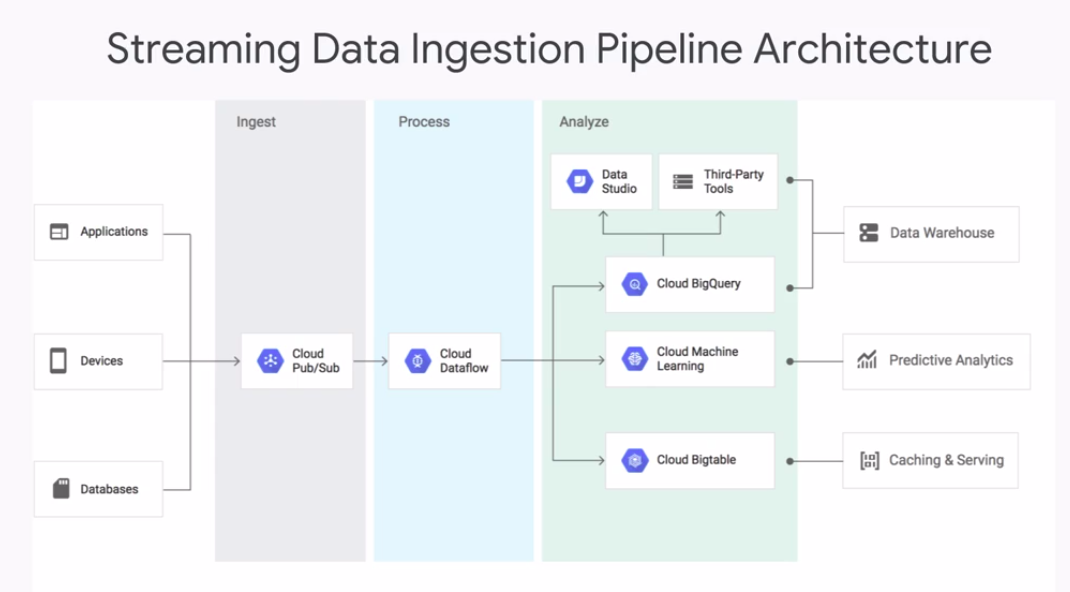 Streaming Data Ingestion Pipeline Architecture
Ingest
Process
Analyze
Data
Studio
Third-Party
Tools
Applications
Data Warehouse
Cloud BigQuery
Devices
Cloud
Pub/Sub
Cloud
Dataflow
Cloud Machine
Learning
Predictive Analytics
Cloud Bigtable
Caching & Serving
Databases